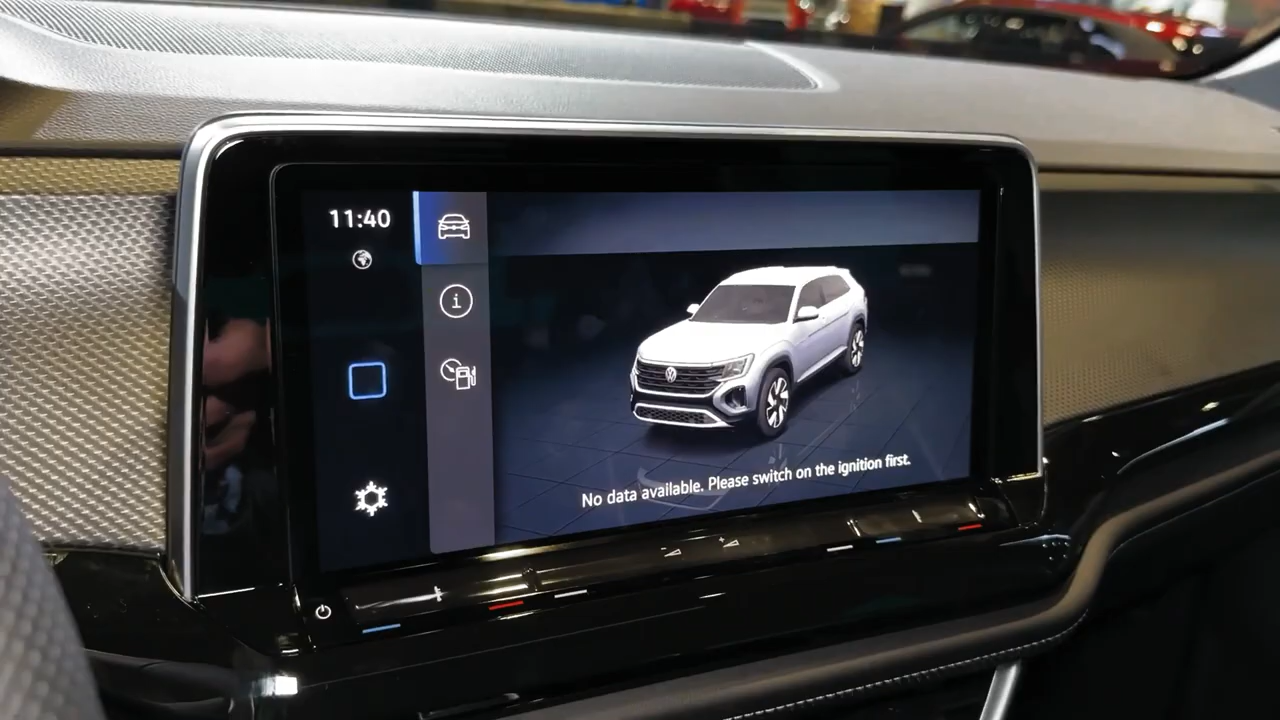 11:40
No data available. Please switch on the ignition first.